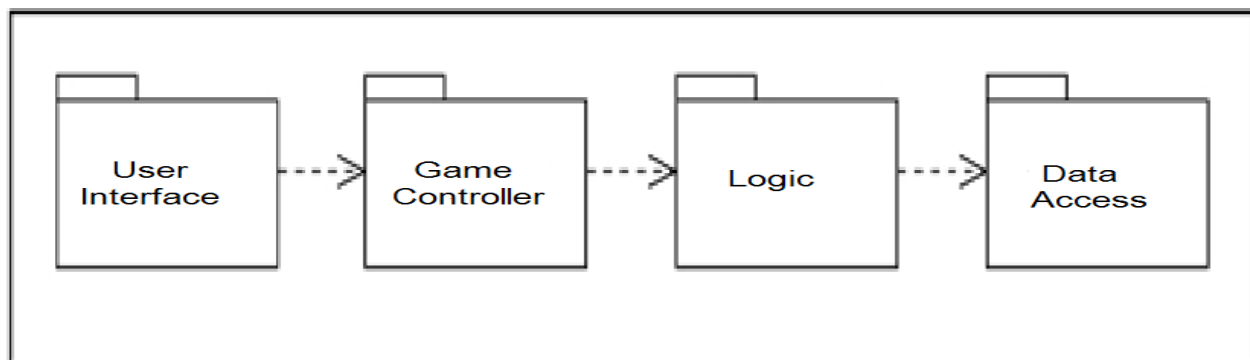 User
Interface
Game
Controller
Logic
Data
Access